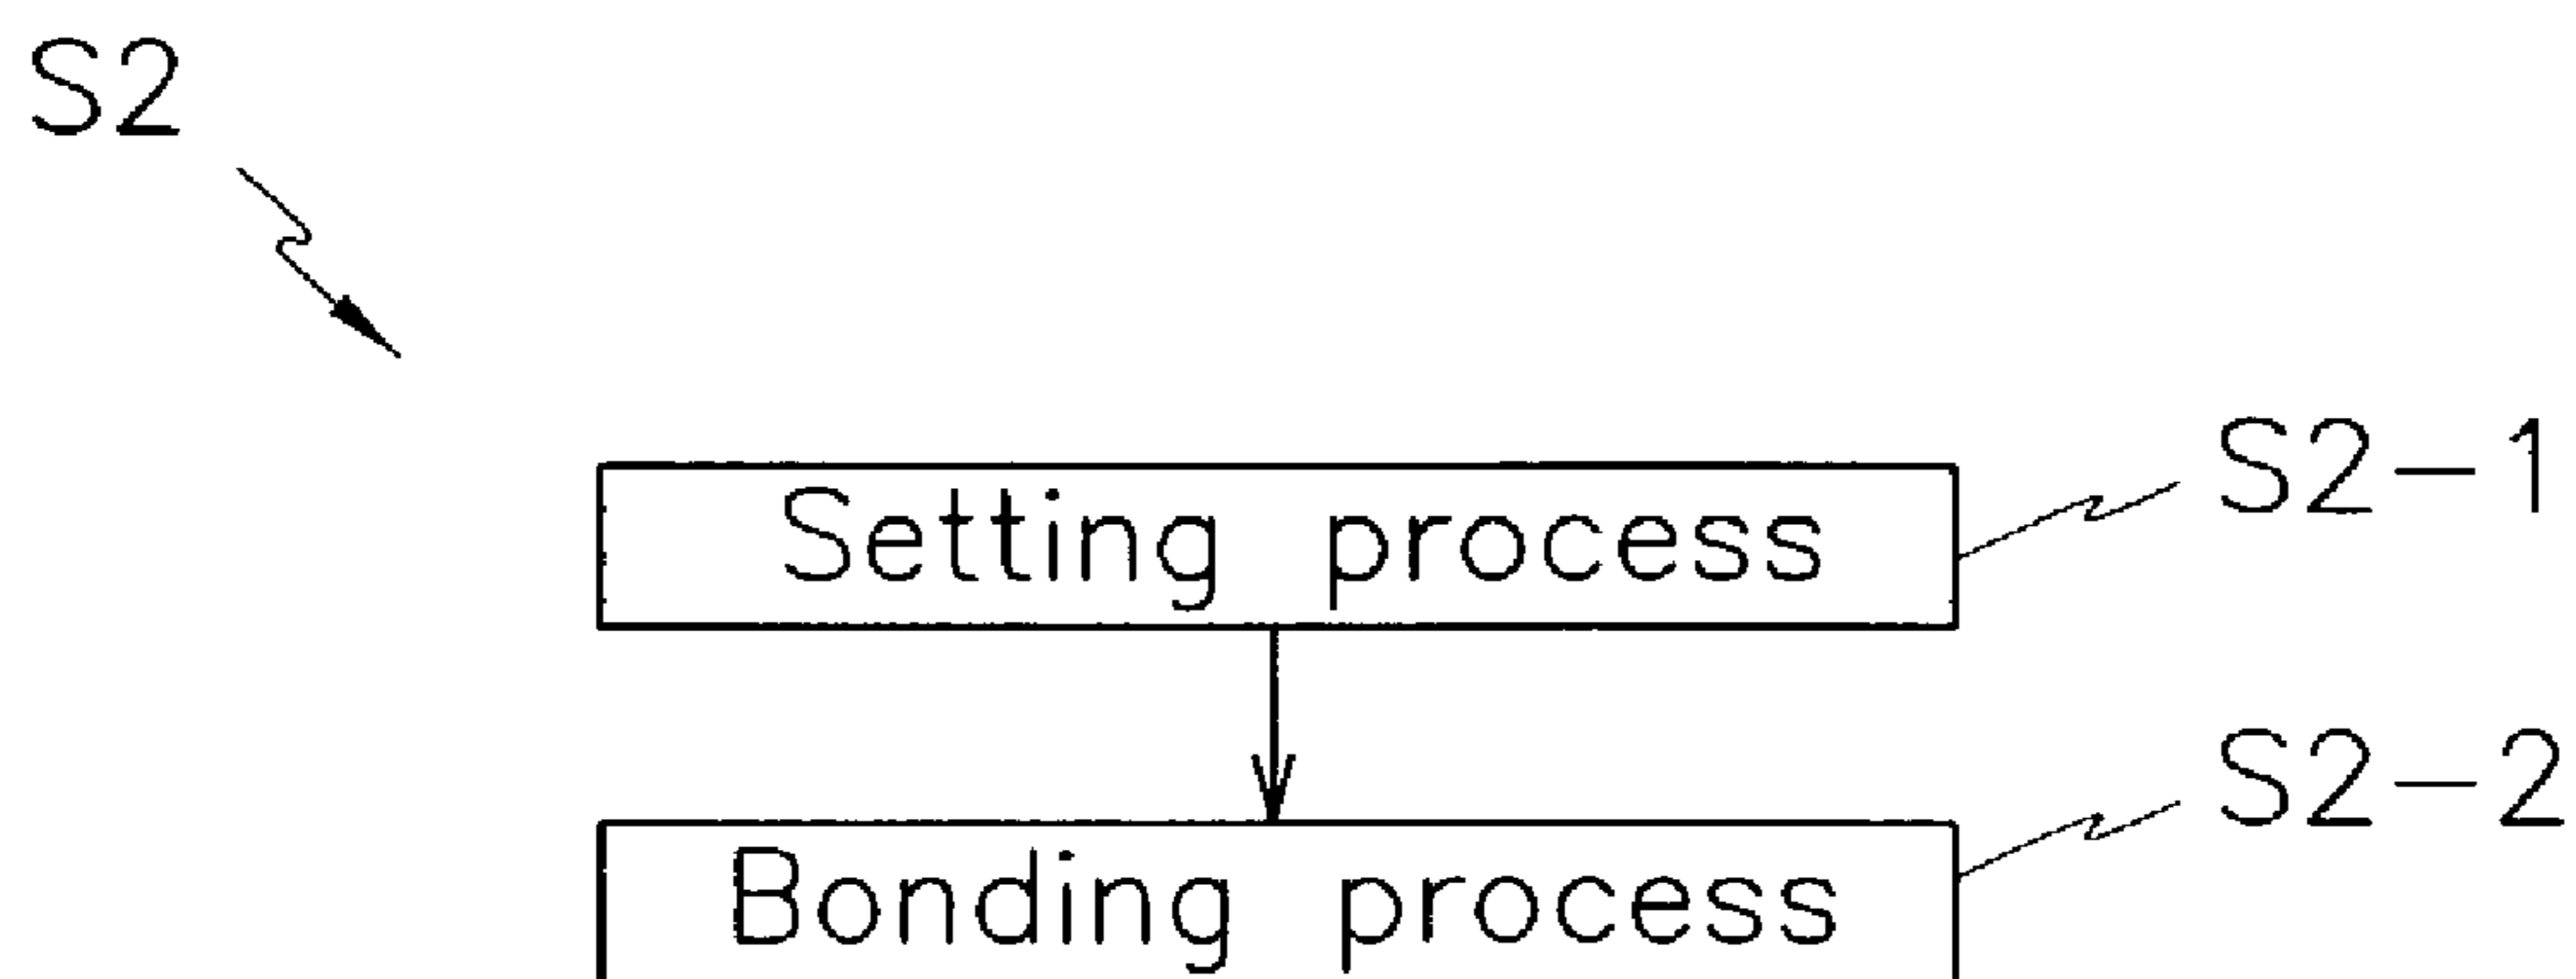 S2
S2-1
Setting process
S2-2
Bonding process